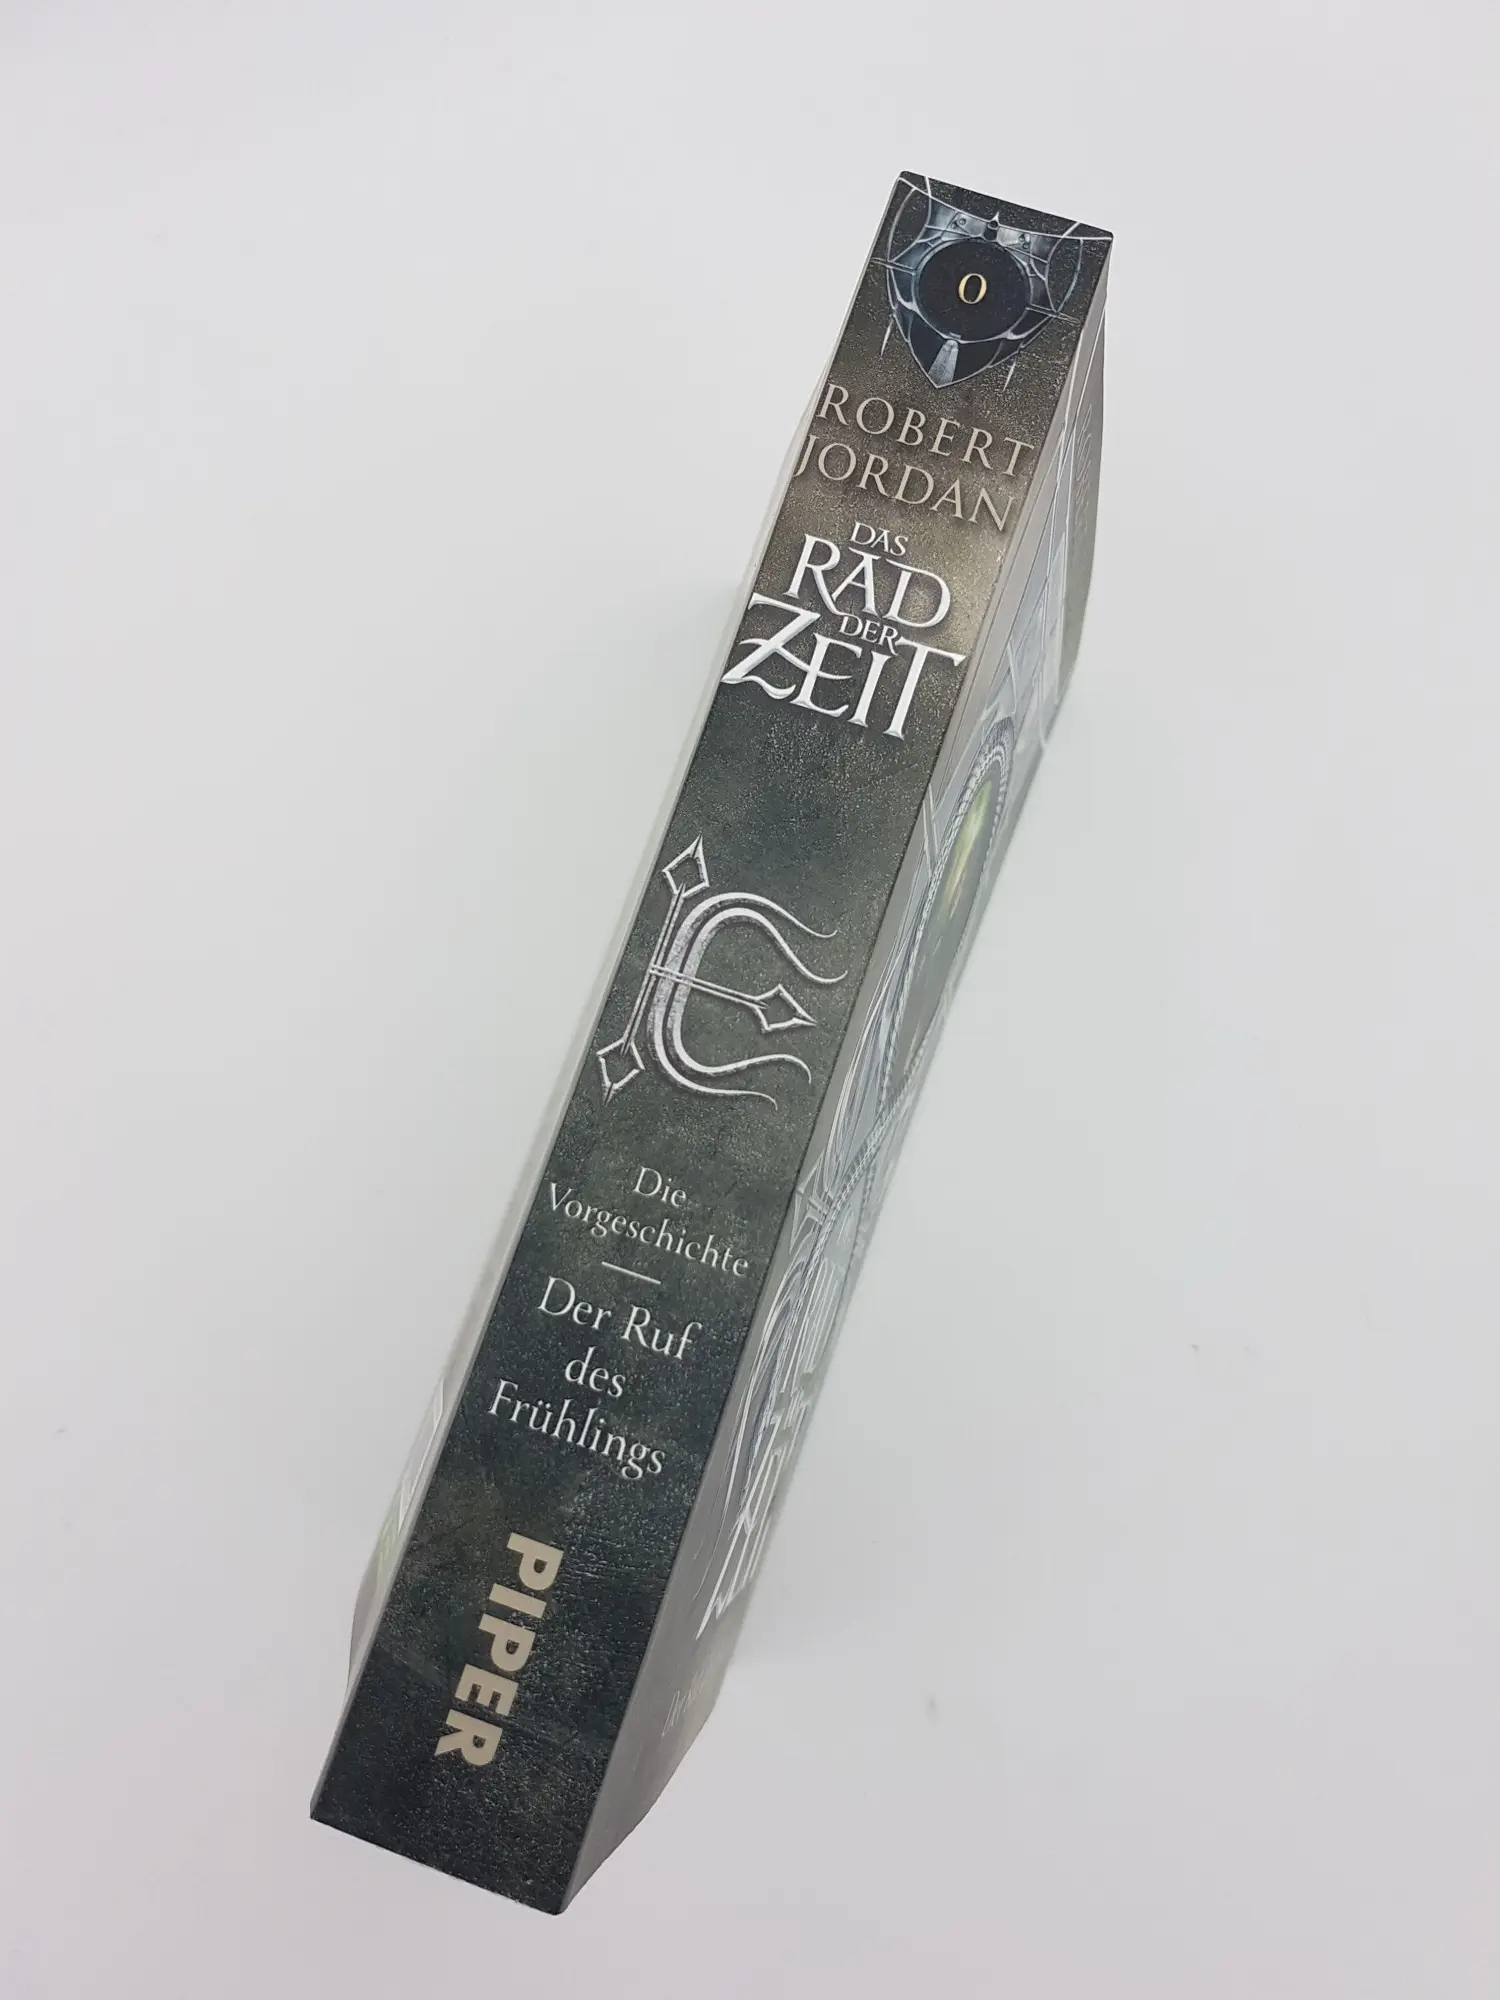 0
ROBERT
JORDAN
DAS
RAD
DER
ZEIT
Die
Vorgeschichte
Der Ruf
des
Frühlings
PIPER